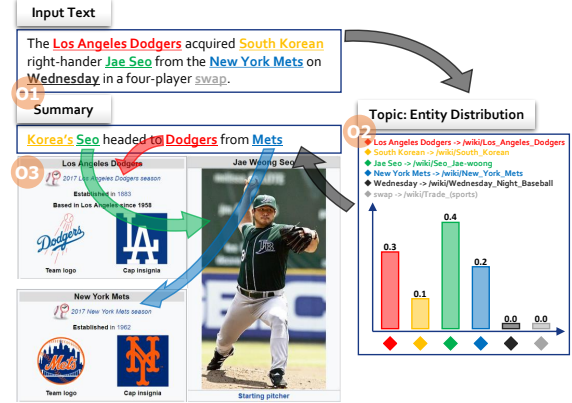 Input Text
The Los Angeles Dodgers acquired South Korean
right-hander Jae Seo from the New York Mets on
Wednesday in a four-player swap.
01
Summary
Korea's Seo headed to Dodgers from Mets
03
Los Angeles Dodgers
2017 Los Angeles Dodgers season
Established in 1883
Based in Los Angeles since 1958
Dodgers
LA
Team logo
Cap insignia
New York Mets
2017 New York Mets season
Established in 1962
Mets
NY
Team logo
Cap insignia
Jae Woong Seo
Starting pitcher
Topic: Entity Distribution
02
Los Angeles Dodgers -> /wiki/Los_Angeles_Dodgers
South Korean -> /wiki/South_Korean
Jae Seo -> /wiki/Seo_Jae-woong
New York Mets -> /wiki/New_York_Mets
Wednesday -> /wiki/Wednesday_Night_Baseball
swap -> /wiki/Trade_(sports)
0.3
0.1
0.4
0.2
0.0
0.0